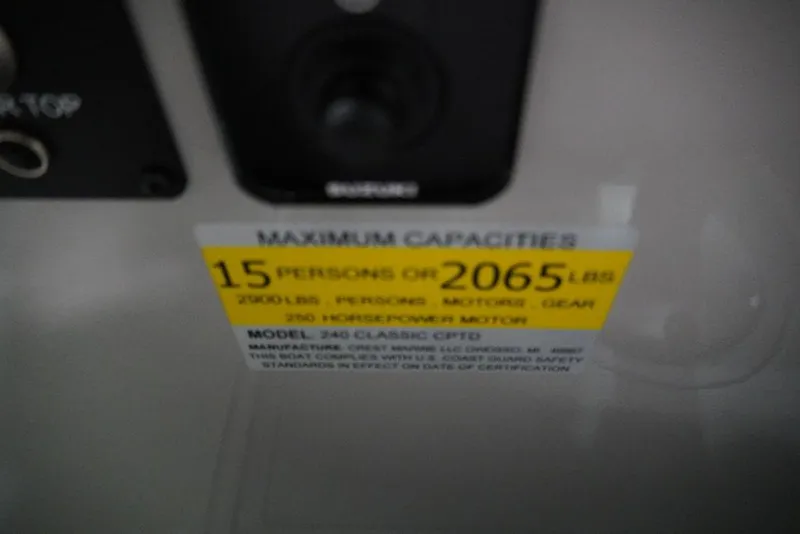 R TOP
SUZUKI
MAXIMUM CAPACITIES
15 PERSONS OR 2065 LBS
2900 LBS . PERSONS . MOTORS . GEAR
250 HORSEPOWER MOTOR
MODEL: 240 CLASSIC CPTD
MANUFACTURE: CREST MARINE LLC OWOSSO, MI
THIS BOAT COMPLIES WITH U.S. COAST GUARD SAFETY
STANDARDS IN EFFECT ON DATE OF CERTIFICATION